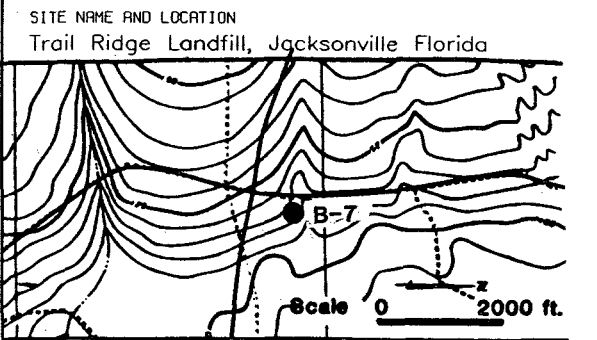 SITE NAME AND LOCATION
Trail Ridge Landfill, Jacksonville Florida
B-7
Scale 0 2000 ft.